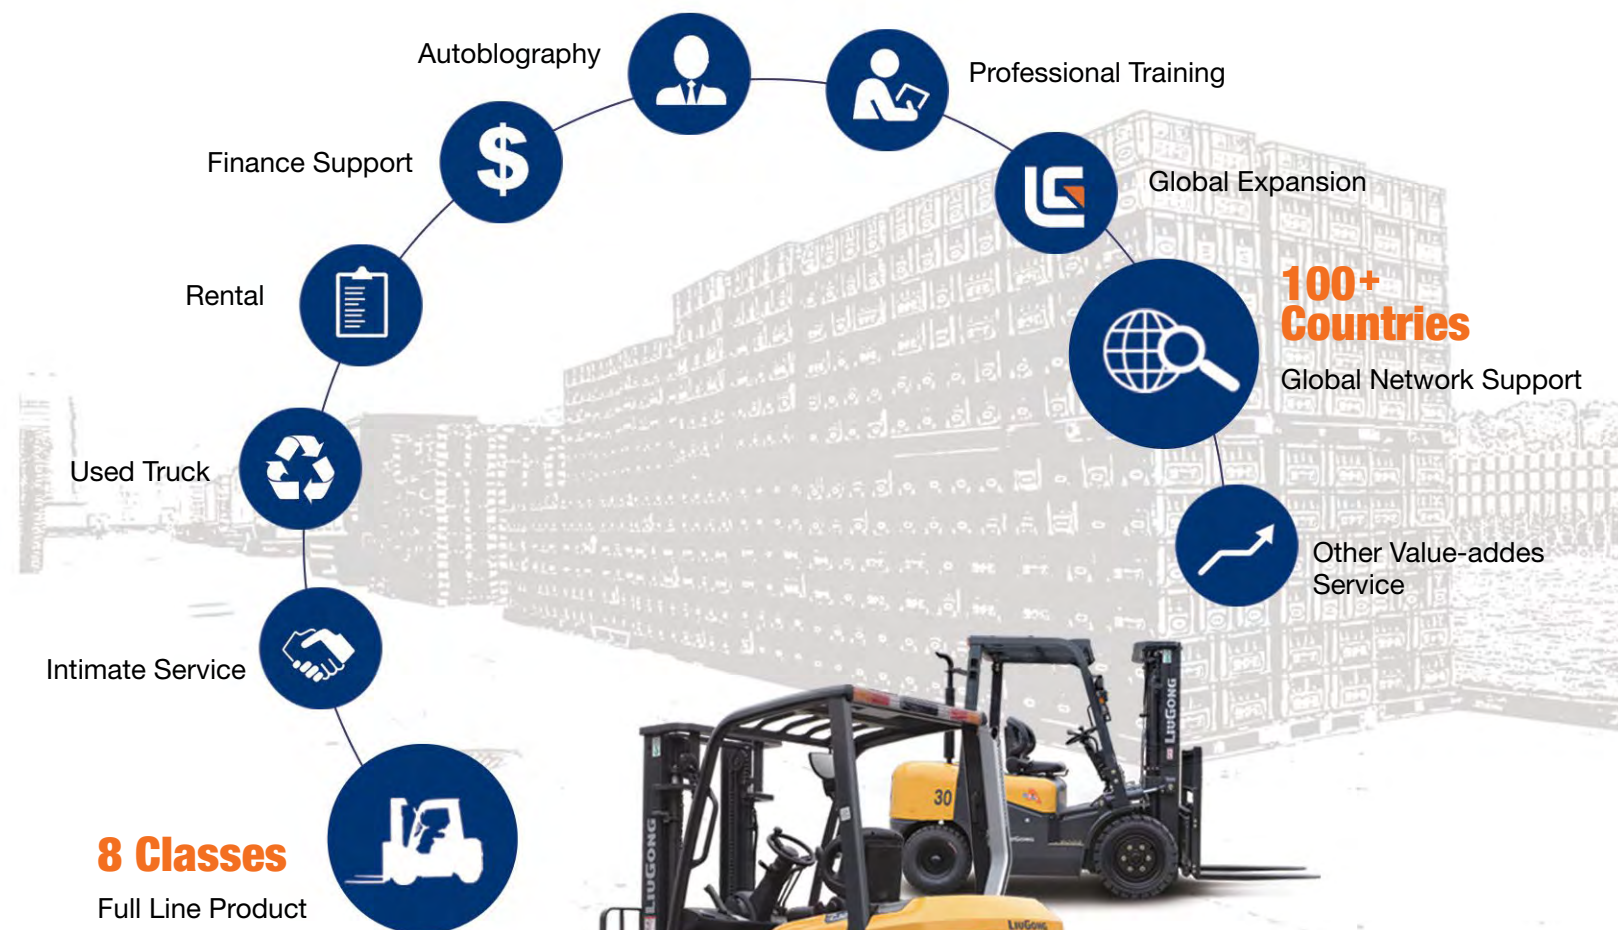 Autoblography
Professional Training
Finance Support
Global Expansion
Rental
100+
Countries
Global Network Support
Used Truck
Other Value-addes
Service
Intimate Service
8 Classes
Full Line Product
$
LG
30
LIUGONG
LIUGONG
LIUGONG